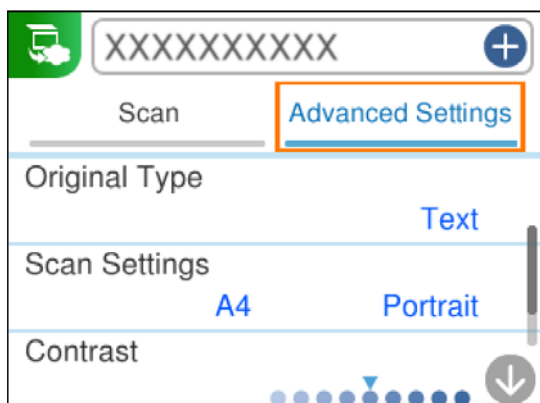 XXXXXXXXXX
Scan Advanced Settings
Original Type
Text
Scan Settings
A4 Portrait
Contrast